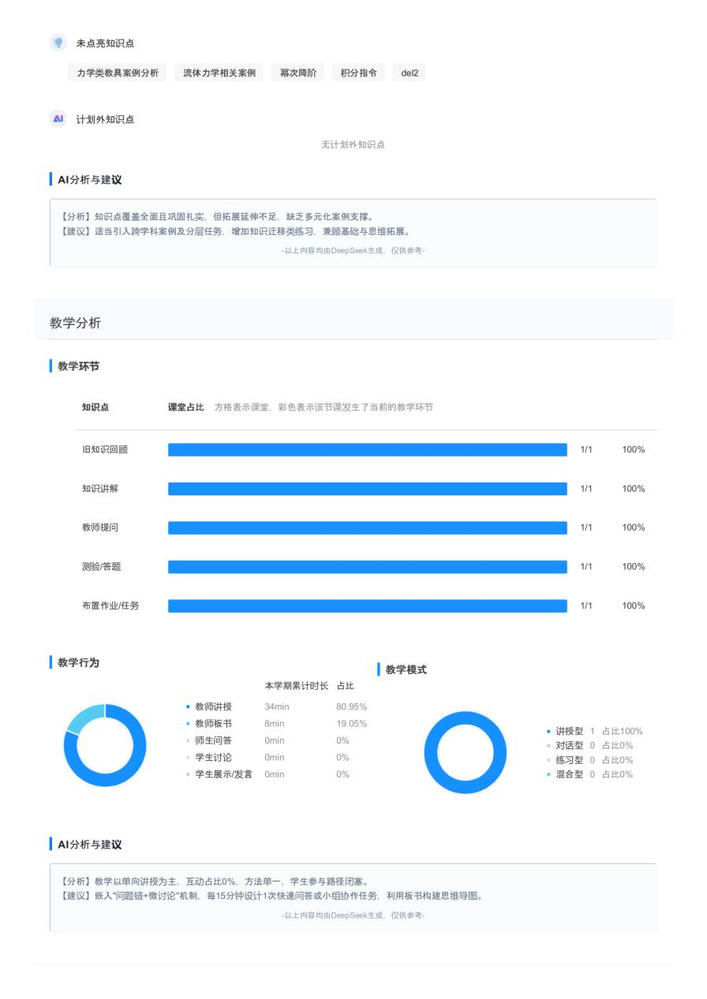 未点亮知识点
力学类教具案例分析 流体力学相关案例 幂次降阶 积分指令 del2
AI 计划外知识点
无计划外知识点
AI分析与建议
【分析】知识点覆盖全面且巩固扎实，但拓展延伸不足，缺乏多元化案例支撑。
【建议】适当引入跨学科案例及分层任务，增加知识迁移类练习，兼顾基础与思维拓展。
-以上内容均由DeepSeek生成，仅供参考-
教学分析
教学环节
知识点 课堂占比 方格表示课堂，彩色表示该节课发生了当前的教学环节
旧知识回顾 1/1 100%
知识讲解 1/1 100%
教师提问 1/1 100%
测验/答题 1/1 100%
布置作业/任务 1/1 100%
教学行为
本学期累计时长 占比
教师讲授 34min 80.95%
教师板书 8min 19.05%
师生问答 0min 0%
学生讨论 0min 0%
学生展示/发言 0min 0%
教学模式
讲授型 1 占比100%
对话型 0 占比0%
练习型 0 占比0%
混合型 0 占比0%
AI分析与建议
【分析】教学以单向讲授为主，互动占比0%，方法单一，学生参与路径闭塞。
【建议】嵌入"问题链+微讨论"机制，每15分钟设计1次快速问答或小组协作任务，利用板书构建思维导图。
-以上内容均由DeepSeek生成，仅供参考-